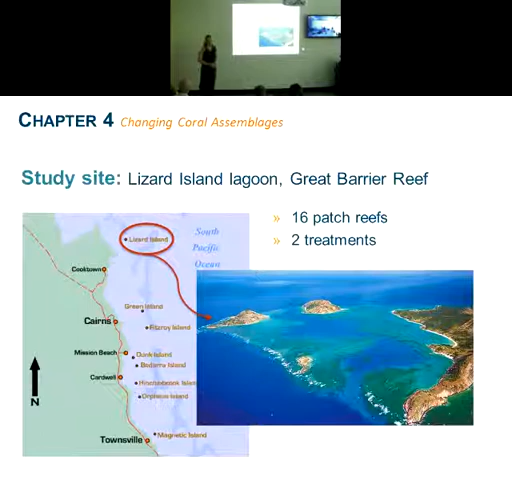 CHAPTER 4 Changing Coral Assemblages
Study site: Lizard Island lagoon, Great Barrier Reef
» 16 patch reefs
» 2 treatments
Lizard Island
South
Pacific
Ocean
Cooktown
Green Island
Cairns
Fitzroy Island
Mission Beach
Dunk Island
Bedarra Island
Cardwell
Hinchinbrook Islan
Orpheus Island
N
Townsville
Magnetic Island